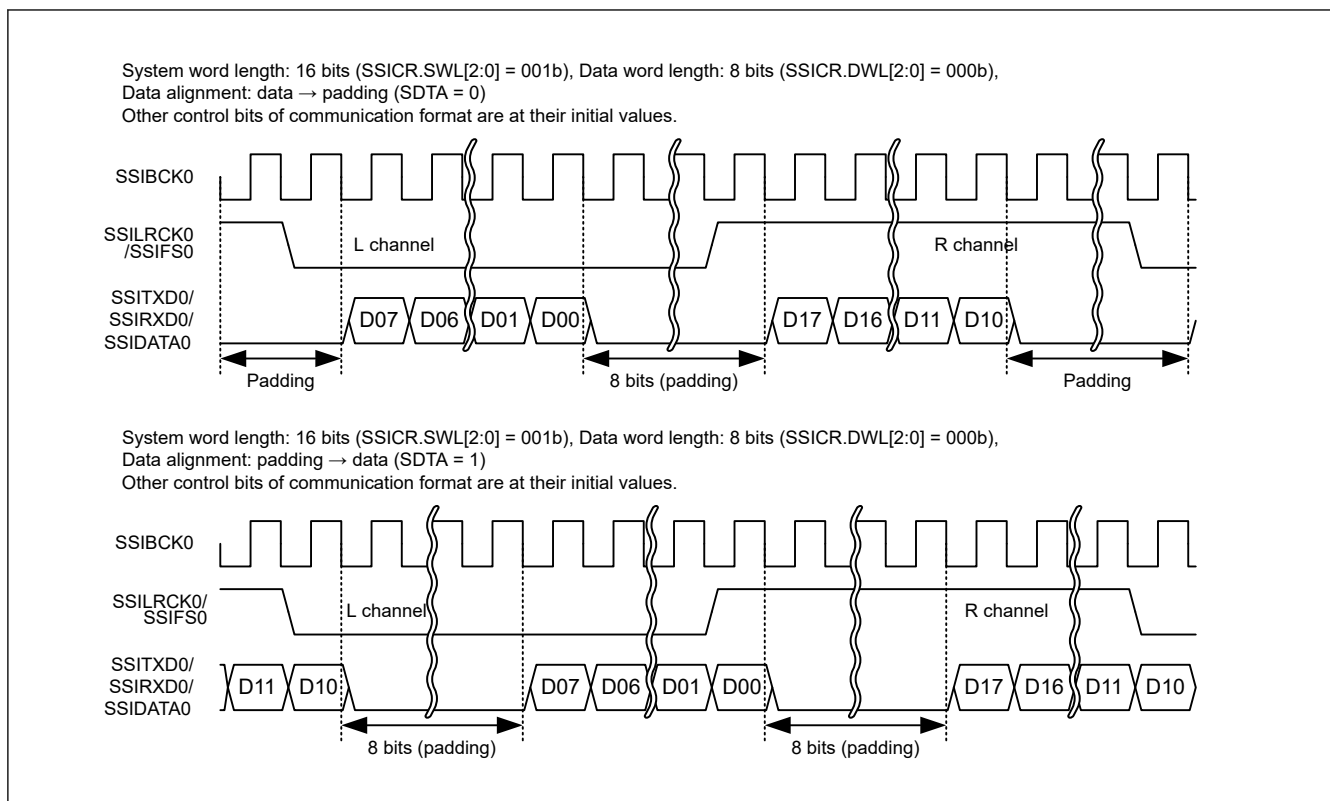 System word length: 16 bits (SSICR.SWL[2:0] = 001b), Data word length: 8 bits (SSICR.DWL[2:0] = 000b),
Data alignment: data → padding (SDTA = 0)
Other control bits of communication format are at their initial values.
SSIBCK0
SSILRCK0
/SSIFS0
L channel
R channel
SSITXD0/
SSIRXD0/
SSIDATA0
D07 D06 D01 D00 D17 D16 D11 D10
Padding 8 bits (padding) Padding
System word length: 16 bits (SSICR.SWL[2:0] = 001b), Data word length: 8 bits (SSICR.DWL[2:0] = 000b),
Data alignment: padding → data (SDTA = 1)
Other control bits of communication format are at their initial values.
SSIBCK0
SSILRCK0/
SSIFS0
L channel
R channel
SSITXD0/
SSIRXD0/
SSIDATA0
D11 D10 D07 D06 D01 D00 D17 D16 D11 D10
8 bits (padding) 8 bits (padding)